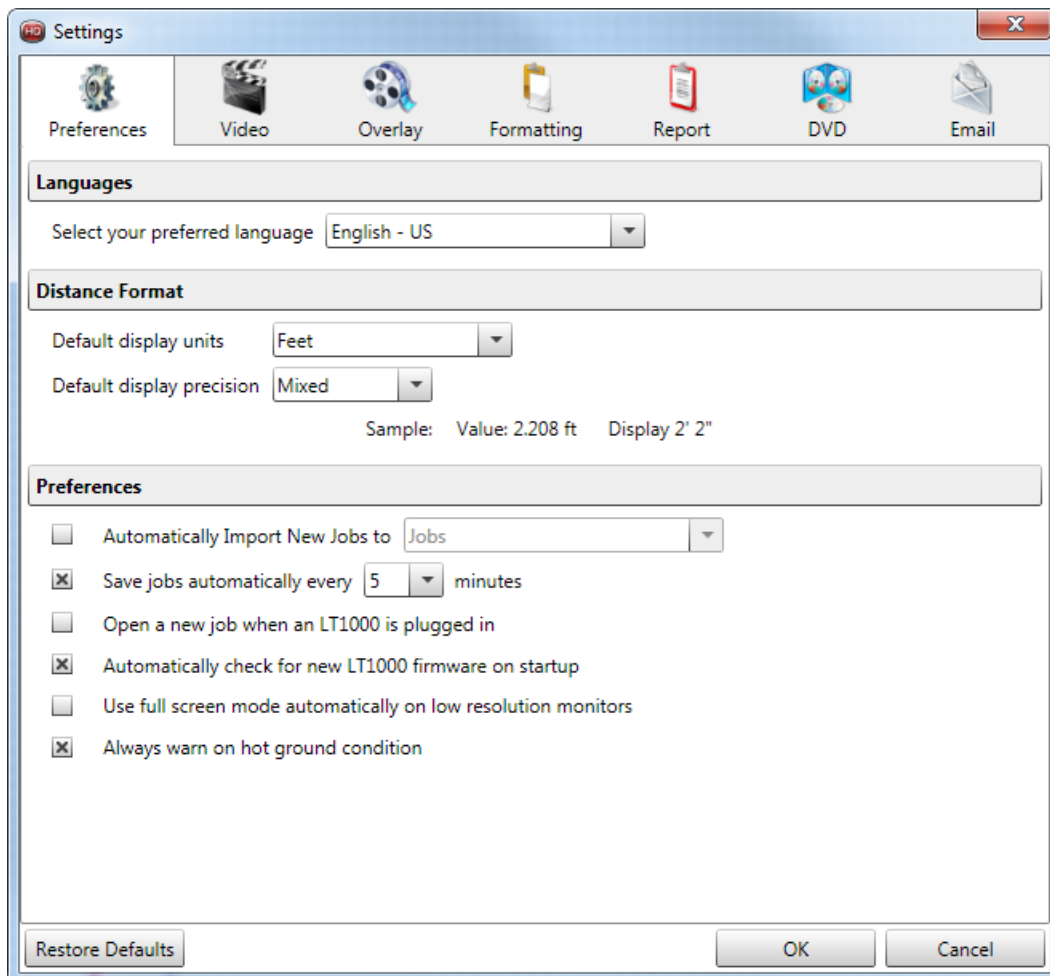 HQ Settings
Preferences Video Overlay Formatting Report DVD Email
Languages
Select your preferred language English - US
Distance Format
Default display units Feet
Default display precision Mixed
Sample: Value: 2.208 ft Display 2' 2"
Preferences
Automatically Import New Jobs to Jobs
Save jobs automatically every 5 minutes
Open a new job when an LT1000 is plugged in
Automatically check for new LT1000 firmware on startup
Use full screen mode automatically on low resolution monitors
Always warn on hot ground condition
Restore Defaults OK Cancel